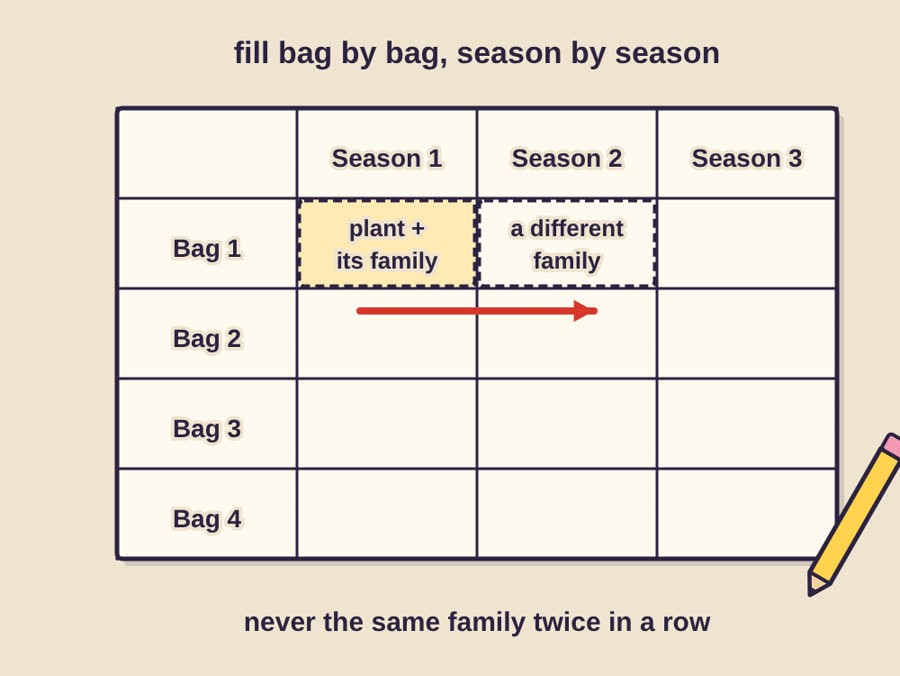 fill bag by bag, season by season
Season 1
Season 2
Season 3
Bag 1
plant +
its family
a different
family
Bag 2
Bag 3
Bag 4
never the same family twice in a row